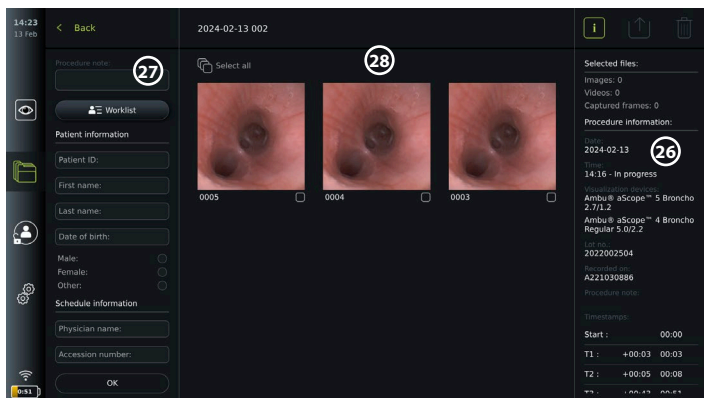 14:23
13 Feb
0:51
< Back
Procedure note:
27
Worklist
Patient information
Patient ID:
First name:
Last name:
Date of birth:
Male:
Female:
Other:
Schedule information
Physician name:
Accession number:
OK
2024-02-13 002
Select all
28
0005
0004
0003
i
Selected files:
Images: 0
Videos: 0
Captured frames: 0
Procedure information:
26
Date:
2024-02-13
Time:
14:16 - In progress
Visualization devices:
Ambu® aScope™ 5 Broncho
2.7/1.2
Ambu® aScope™ 4 Broncho
Regular 5.0/2.2
Lot no.:
2022002504
Recorded on:
A221030886
Procedure note:
Timestamps:
Start : 00:00
T1 : +00:03 00:03
T2 : +00:05 00:08